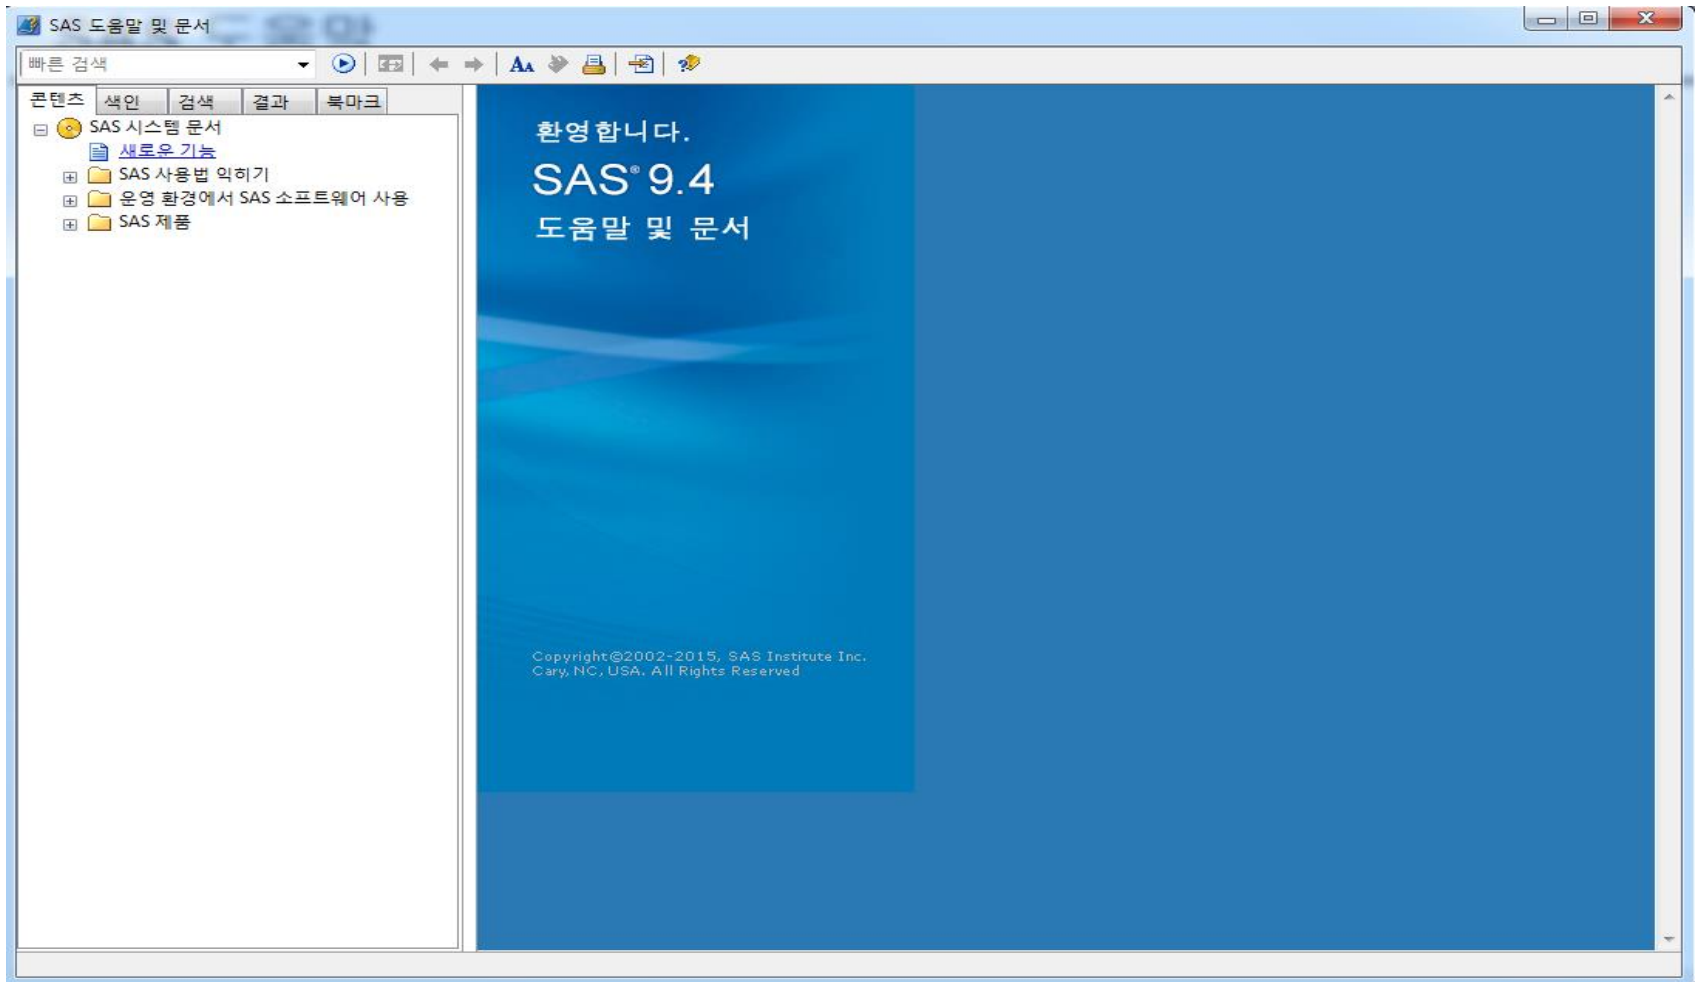 SAS 도움말 및 문서
빠른 검색
콘텐츠 색인 검색 결과 북마크
SAS 시스템 문서
새로운 기능
SAS 사용법 익히기
운영 환경에서 SAS 소프트웨어 사용
SAS 제품
환영합니다.
SAS® 9.4
도움말 및 문서
Copyright©2002-2015, SAS Institute Inc.
Cary, NC, USA. All Rights Reserved